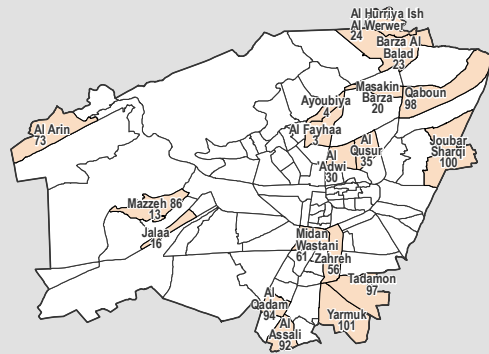 Al Hurriya Ish
Al Werwer
24
Barza Al
Balad
23
Masakin
Barza
20
Qaboun
98
Ayoubiya
4
Al Fayhaa
3
Al Arin
73
Al
Qusur
35
Joubar
Sharqi
100
Al
Adwi
30
Mazzeh 86
13
Jalaa
16
Midan
Wastani
61
Zahreh
56
Tadamon
97
Al
Qadam
94
Yarmuk
101
Al
Assali
92